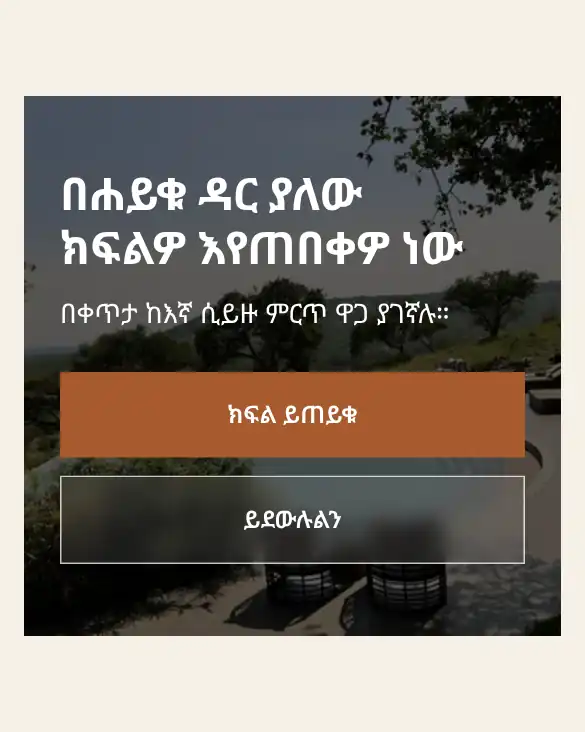 በሐይቁ ዳር ያለው
ክፍልዎ እየጠበቀዎ ነው
በቀጥታ ከእኛ ሲይዙ ምርጥ ዋጋ ያገኛሉ።
ክፍል ይጠይቁ
ይደውሉልን